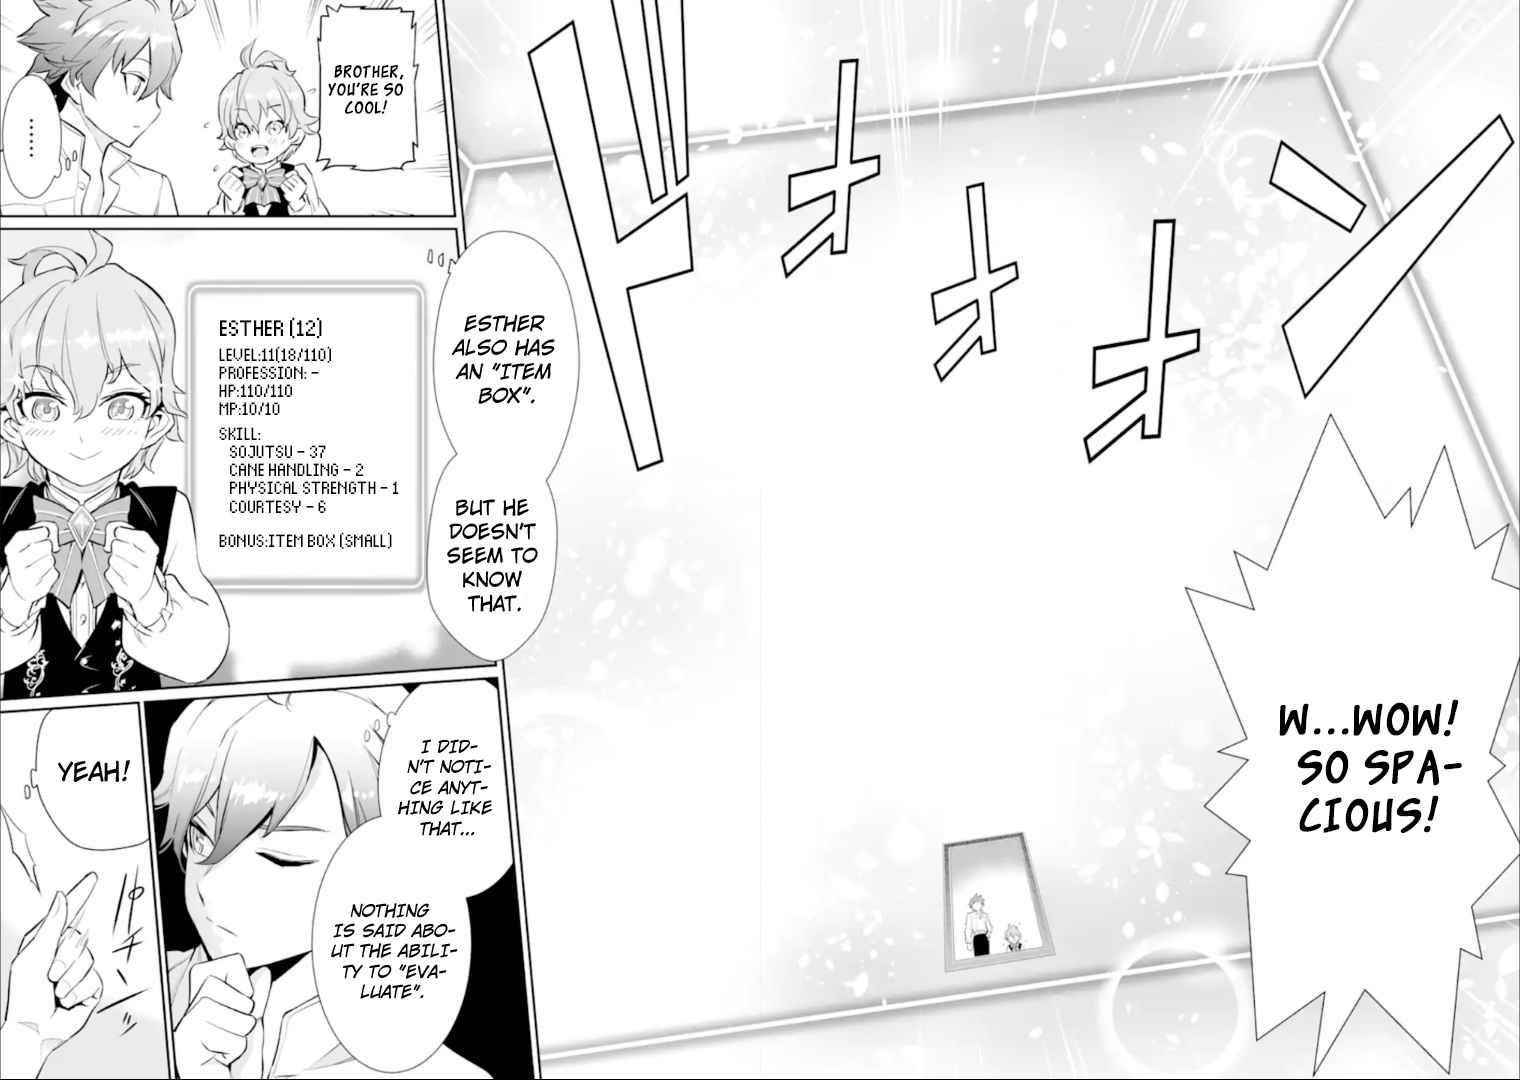 ドォォォン
W...WOW!
SO SPA-
CIOUS!
BROTHER,
YOU'RE SO
COOL!
........
ESTHER
ALSO HAS
AN "ITEM
BOX".
BUT HE
DOESN'T
SEEM TO
KNOW
THAT.
ESTHER (12)
LEVEL:11(18/110)
PROFESSION: -
HP:110/110
MP:10/10
SKILL:
SOJUTSU - 37
CANE HANDLING - 2
PHYSICAL STRENGTH - 1
COURTESY - 6
BONUS:ITEM BOX (SMALL)
I DID-
N'T NOTI-
CE ANYT-
HING LIKE
THAT...
NOTHING
IS SAID ABO-
UT THE ABILI-
TY TO "EVA-
LUATE".
YEAH!